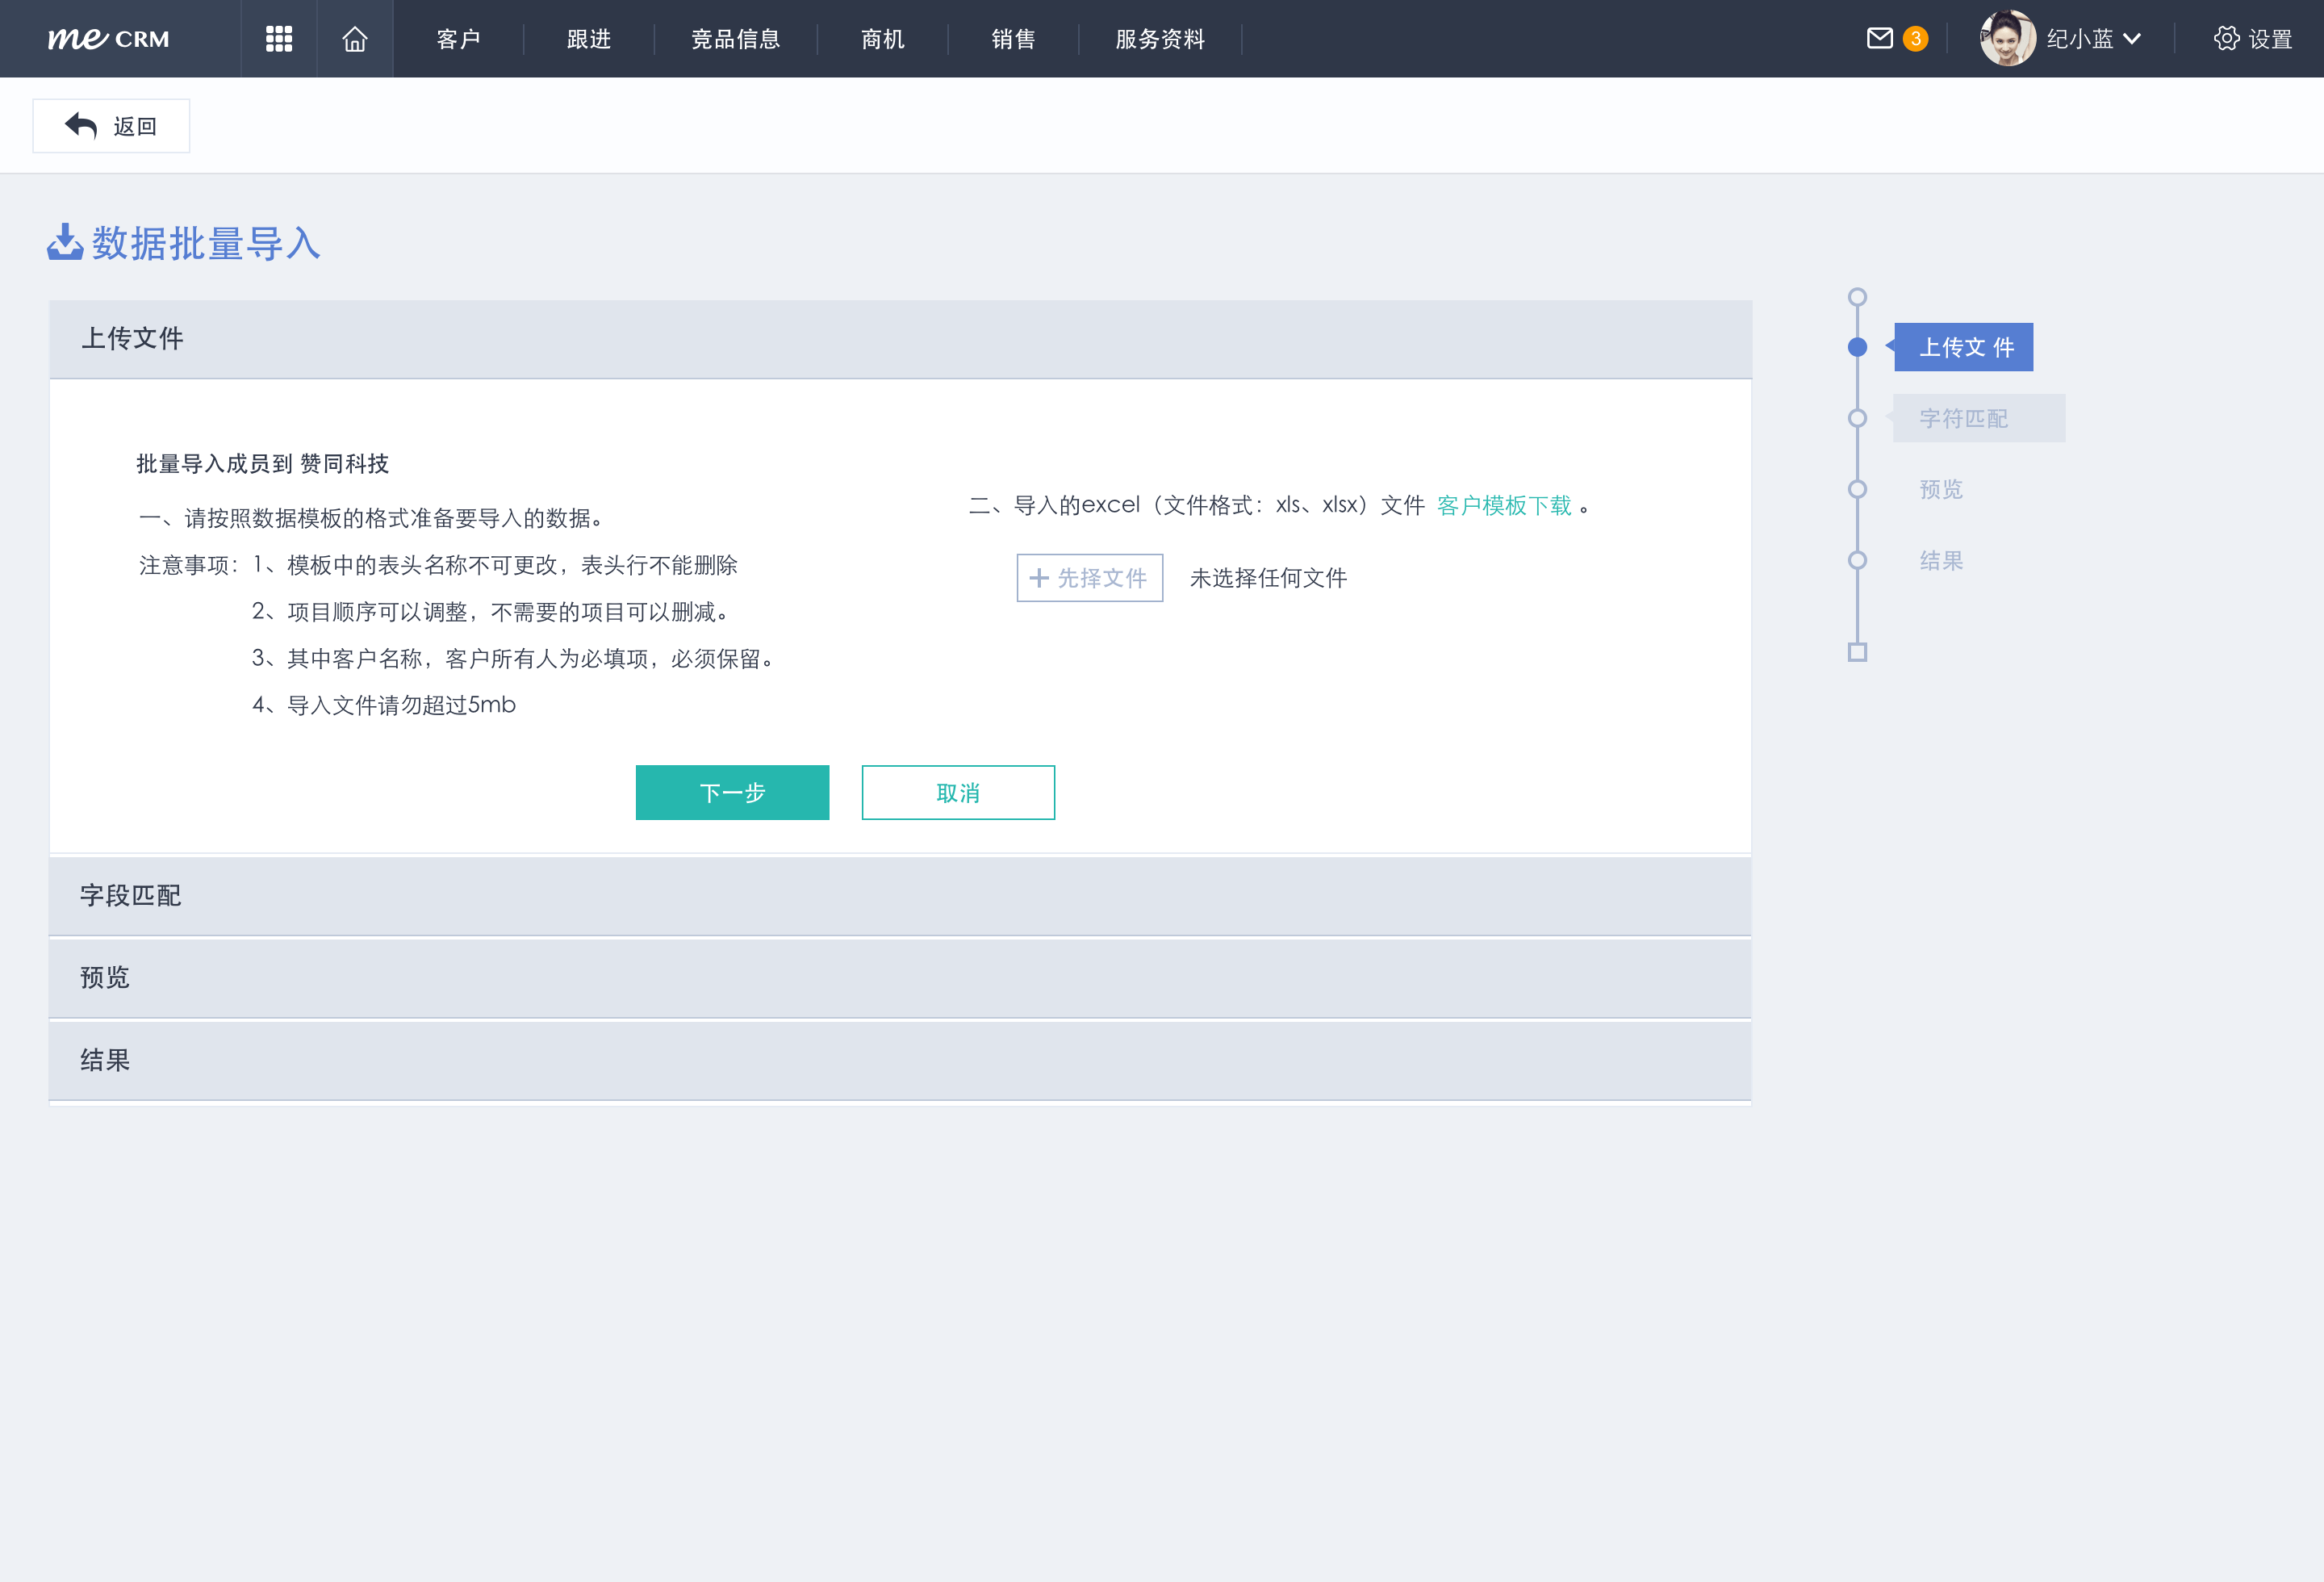 me CRM
客户
跟进
竞品信息
商机
销售
服务资料
3
纪小蓝
设置
返回
数据批量导入
上传文件
批量导入成员到 赞同科技
一、请按照数据模板的格式准备要导入的数据。
注意事项：1、模板中的表头名称不可更改，表头行不能删除
2、项目顺序可以调整，不需要的项目可以删减。
3、其中客户名称，客户所有人为必填项，必须保留。
4、导入文件请勿超过5mb
二、导入的excel（文件格式：xls、xlsx）文件 客户模板下载 。
先择文件
未选择任何文件
下一步
取消
字段匹配
预览
结果
上传文 件
字符匹配
预览
结果